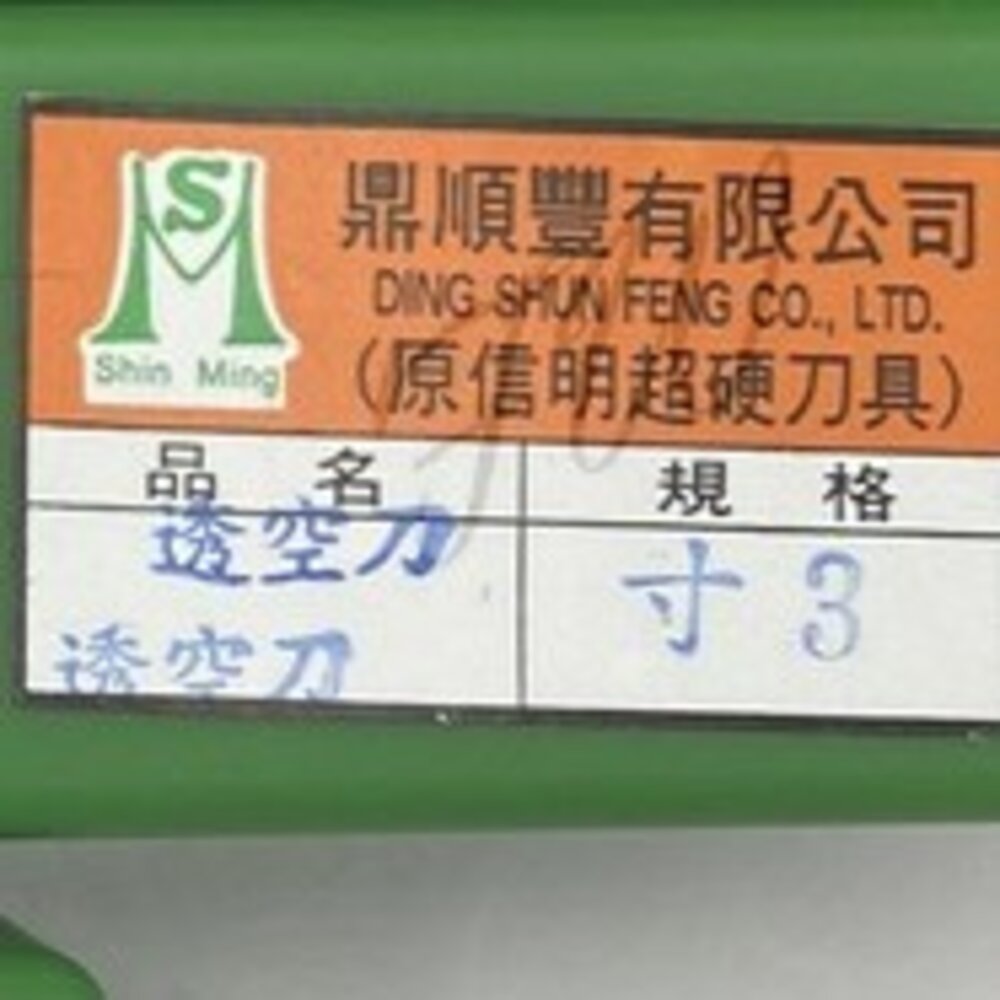 S
Shin Ming
鼎順豐有限公司
DING SHUN FENG CO., LTD.
(原信明超硬刀具)
品名 規格
透空刀 寸3
透空刀